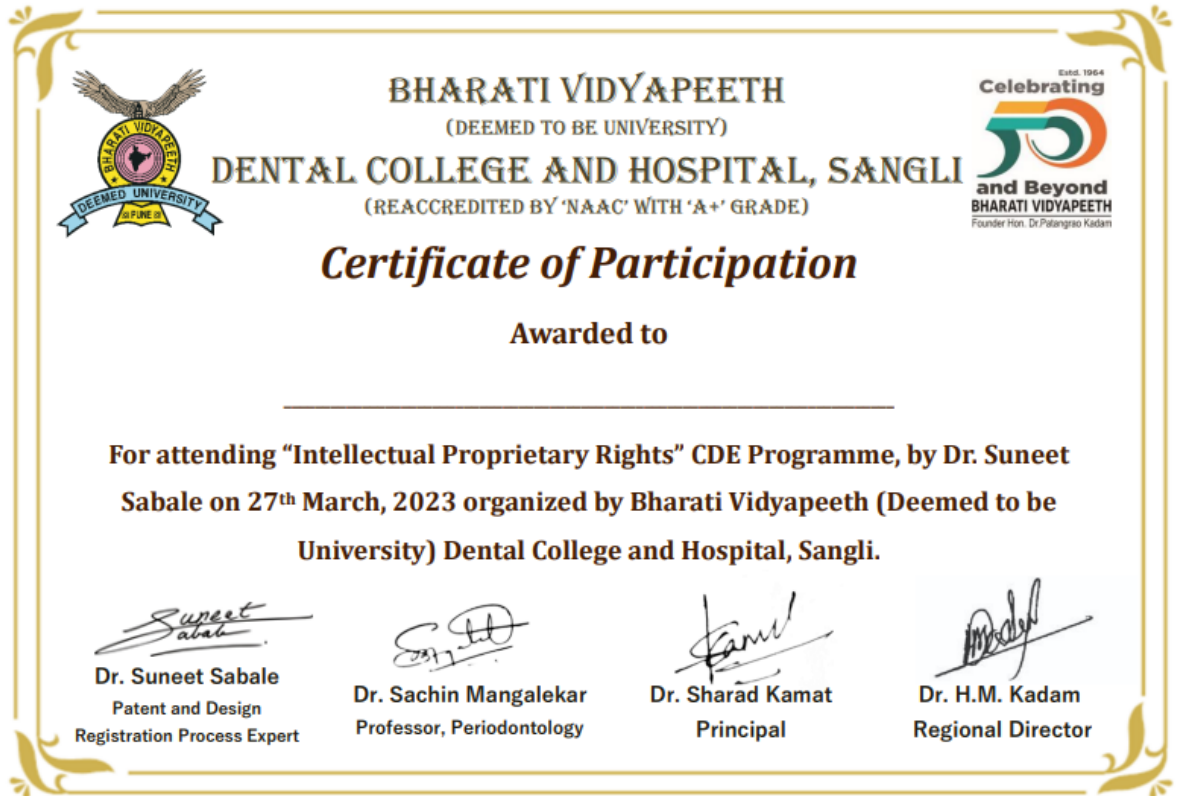 BHARATI VIDYAPEETH
(DEEMED TO BE UNIVERSITY)
DENTAL COLLEGE AND HOSPITAL, SANGLI
(REACCREDITED BY ‘NAAC’ WITH ‘A+’ GRADE)
BHARATI VIDYAPEETH
DEEMED UNIVERSITY
PUNE
Estd. 1964
Celebrating
50
and Beyond
BHARATI VIDYAPEETH
Founder Hon. Dr.Patangrao Kadam
Certificate of Participation
Awarded to
For attending “Intellectual Proprietary Rights” CDE Programme, by Dr. Suneet
Sabale on 27th March, 2023 organized by Bharati Vidyapeeth (Deemed to be
University) Dental College and Hospital, Sangli.
Suneet
Sabale
Dr. Suneet Sabale
Patent and Design
Registration Process Expert
Dr. Sachin Mangalekar
Professor, Periodontology
Dr. Sharad Kamat
Principal
Dr. H.M. Kadam
Regional Director